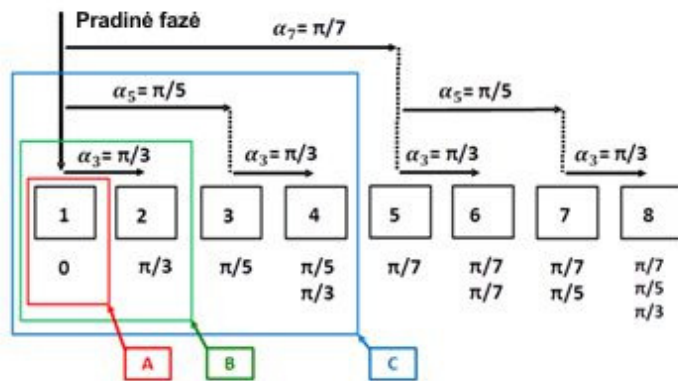 Pradinė fazė
α₇= π/7
α₅= π/5
α₅= π/5
α₃= π/3
α₃= π/3
α₃= π/3
α₃= π/3
1 2 3 4 5 6 7 8
0 π/3 π/5 π/5 π/7 π/7 π/7 π/7
π/3 π/7 π/5 π/5
π/3
A B C